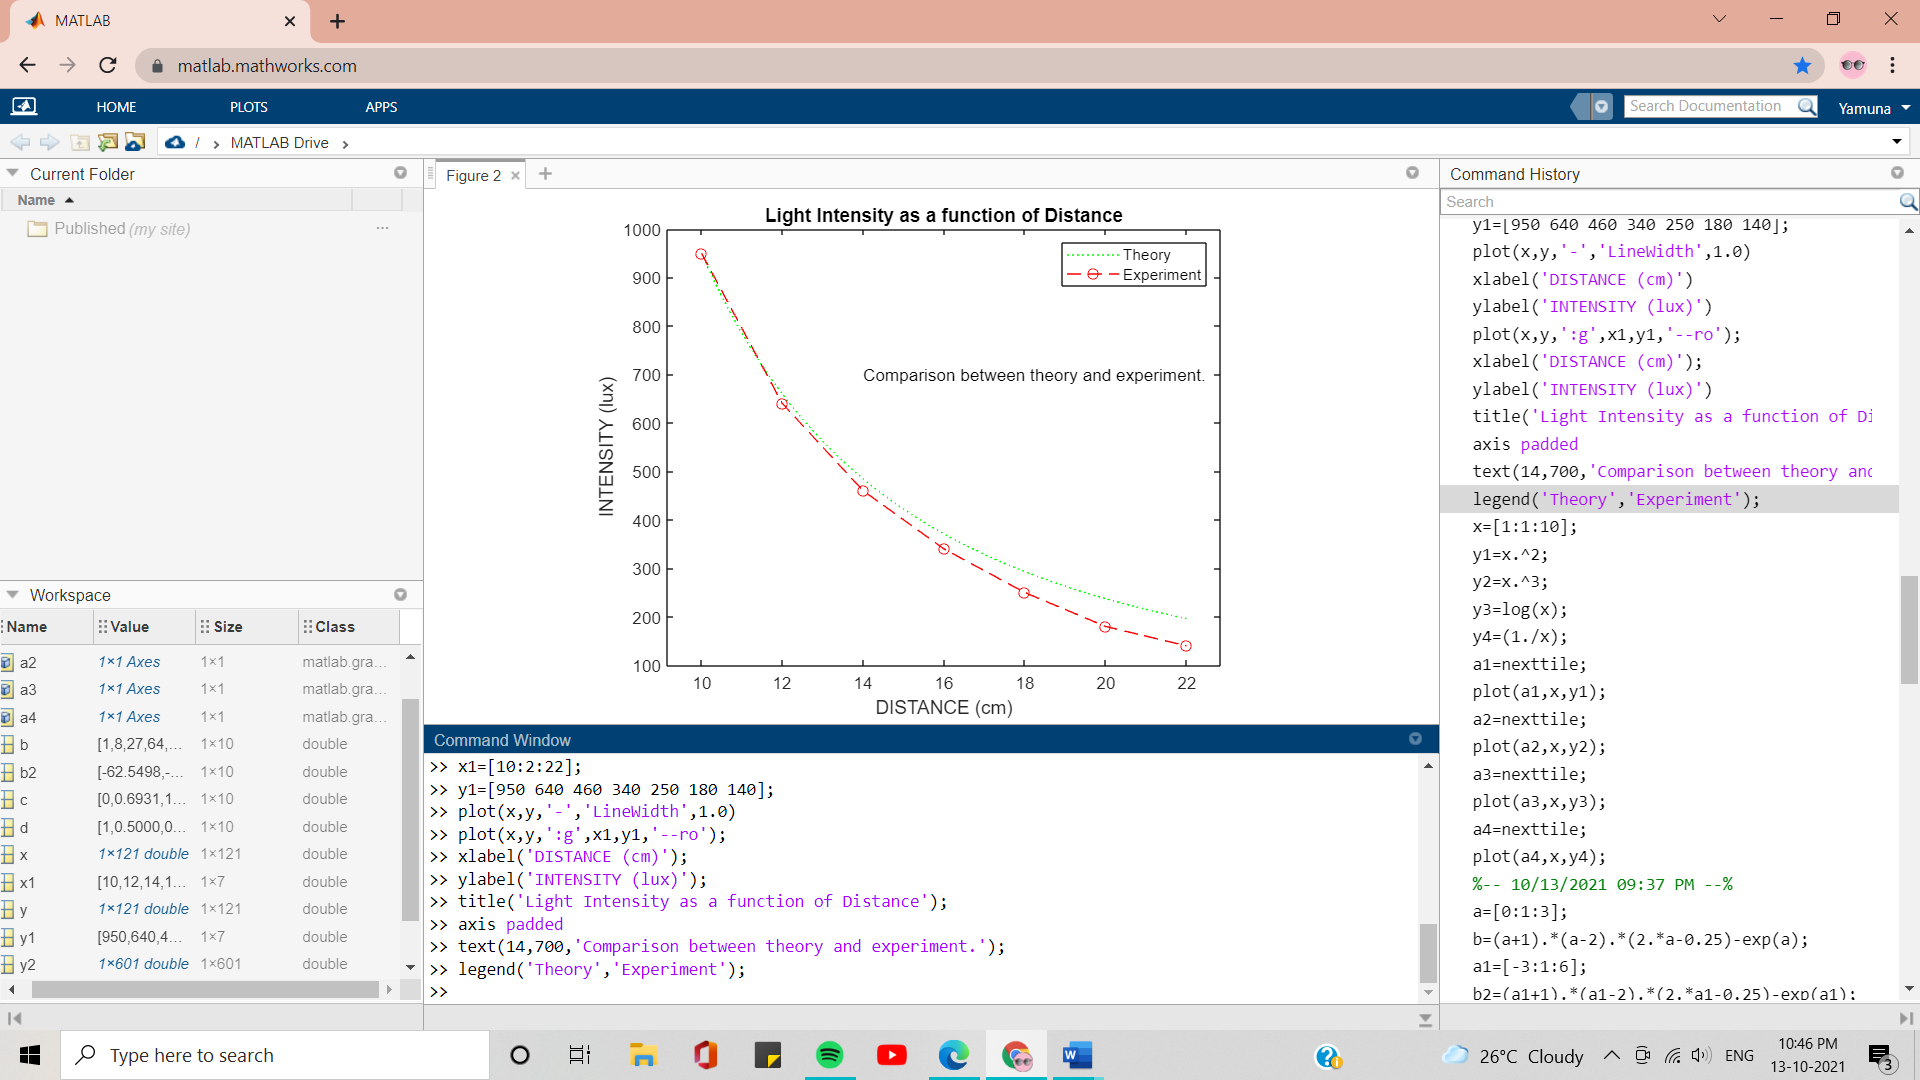 MATLAB
matlab.mathworks.com
HOME PLOTS APPS
Search Documentation
Yamuna
/ › MATLAB Drive ›
Current Folder
Name
Published (my site) ...
Workspace
Name Value Size Class
a2 1×1 Axes 1×1 matlab.gra...
a3 1×1 Axes 1×1 matlab.gra...
a4 1×1 Axes 1×1 matlab.gra...
b [1,8,27,64,... 1×10 double
b2 [-62.5498,-... 1×10 double
c [0,0.6931,1... 1×10 double
d [1,0.5000,0... 1×10 double
x 1×121 double 1×121 double
x1 [10,12,14,1... 1×7 double
y 1×121 double 1×121 double
y1 [950,640,4... 1×7 double
y2 1×601 double 1×601 double
Figure 2
Light Intensity as a function of Distance
1000
900
800
700
600
500
400
300
200
100
INTENSITY (lux)
Theory
Experiment
Comparison between theory and experiment.
10 12 14 16 18 20 22
DISTANCE (cm)
Command Window
>> x1=[10:2:22];
>> y1=[950 640 460 340 250 180 140];
>> plot(x,y,'-','LineWidth',1.0)
>> plot(x,y,':g',x1,y1,'--ro');
>> xlabel('DISTANCE (cm)');
>> ylabel('INTENSITY (lux)');
>> title('Light Intensity as a function of Distance');
>> axis padded
>> text(14,700,'Comparison between theory and experiment.');
>> legend('Theory','Experiment');
>>
Command History
Search
y1=[950 640 460 340 250 180 140];
plot(x,y,'-','LineWidth',1.0)
xlabel('DISTANCE (cm)')
ylabel('INTENSITY (lux)')
plot(x,y,':g',x1,y1,'--ro');
xlabel('DISTANCE (cm)');
ylabel('INTENSITY (lux)')
title('Light Intensity as a function of Di
axis padded
text(14,700,'Comparison between theory and
legend('Theory','Experiment');
x=[1:1:10];
y1=x.^2;
y2=x.^3;
y3=log(x);
y4=(1./x);
a1=nexttile;
plot(a1,x,y1);
a2=nexttile;
plot(a2,x,y2);
a3=nexttile;
plot(a3,x,y3);
a4=nexttile;
plot(a4,x,y4);
%-- 10/13/2021 09:37 PM --%
a=[0:1:3];
b=(a+1).*(a-2).*(2.*a-0.25)-exp(a);
a1=[-3:1:6];
b2=(a1+1).*(a1-2).*(2.*a1-0.25)-exp(a1);
Type here to search
W
26°C Cloudy
ENG
10:46 PM
13-10-2021
3